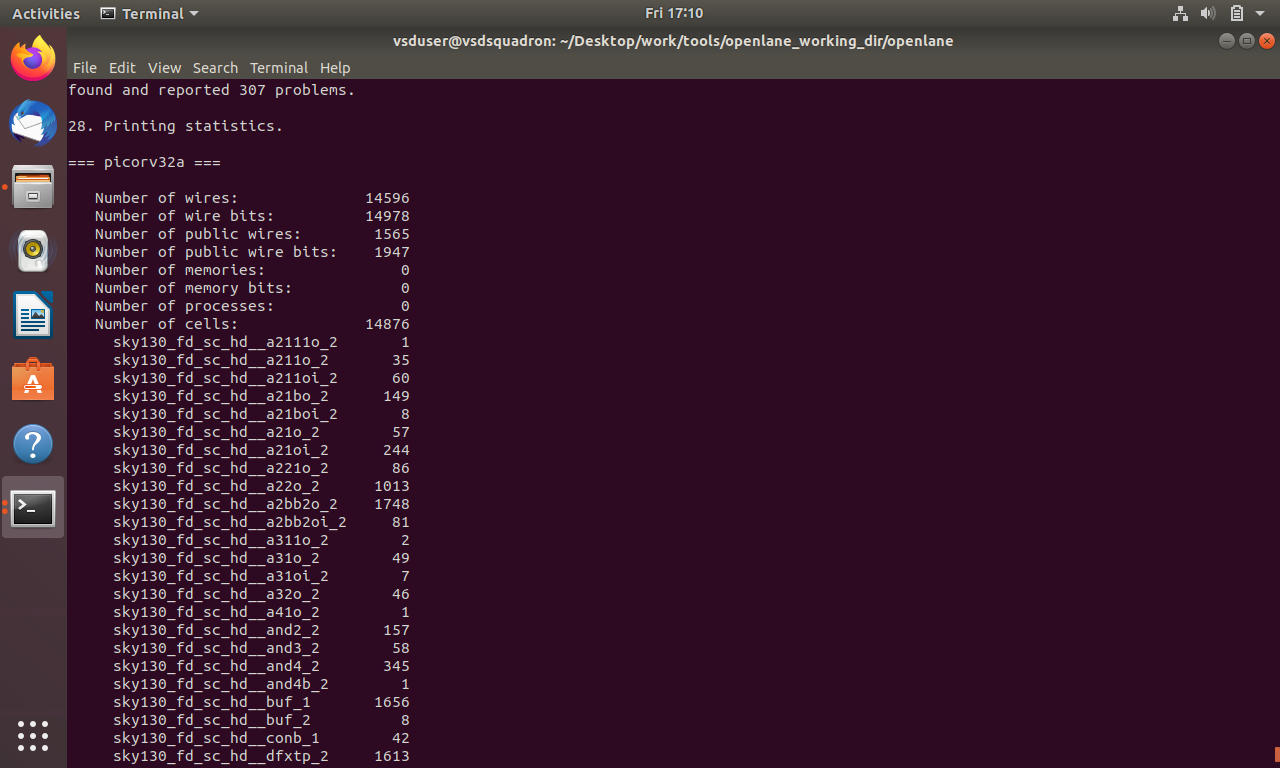 Activities Terminal Fri 17:10
vsduser@vsdsquadron: ~/Desktop/work/tools/openlane_working_dir/openlane
File Edit View Search Terminal Help
found and reported 307 problems.
28. Printing statistics.
=== picorv32a ===
Number of wires: 14596
Number of wire bits: 14978
Number of public wires: 1565
Number of public wire bits: 1947
Number of memories: 0
Number of memory bits: 0
Number of processes: 0
Number of cells: 14876
sky130_fd_sc_hd__a2111o_2 1
sky130_fd_sc_hd__a211o_2 35
sky130_fd_sc_hd__a211oi_2 60
sky130_fd_sc_hd__a21bo_2 149
sky130_fd_sc_hd__a21boi_2 8
sky130_fd_sc_hd__a21o_2 57
sky130_fd_sc_hd__a21oi_2 244
sky130_fd_sc_hd__a221o_2 86
sky130_fd_sc_hd__a22o_2 1013
sky130_fd_sc_hd__a2bb2o_2 1748
sky130_fd_sc_hd__a2bb2oi_2 81
sky130_fd_sc_hd__a311o_2 2
sky130_fd_sc_hd__a31o_2 49
sky130_fd_sc_hd__a31oi_2 7
sky130_fd_sc_hd__a32o_2 46
sky130_fd_sc_hd__a41o_2 1
sky130_fd_sc_hd__and2_2 157
sky130_fd_sc_hd__and3_2 58
sky130_fd_sc_hd__and4_2 345
sky130_fd_sc_hd__and4b_2 1
sky130_fd_sc_hd__buf_1 1656
sky130_fd_sc_hd__buf_2 8
sky130_fd_sc_hd__conb_1 42
sky130_fd_sc_hd__dfxtp_2 1613